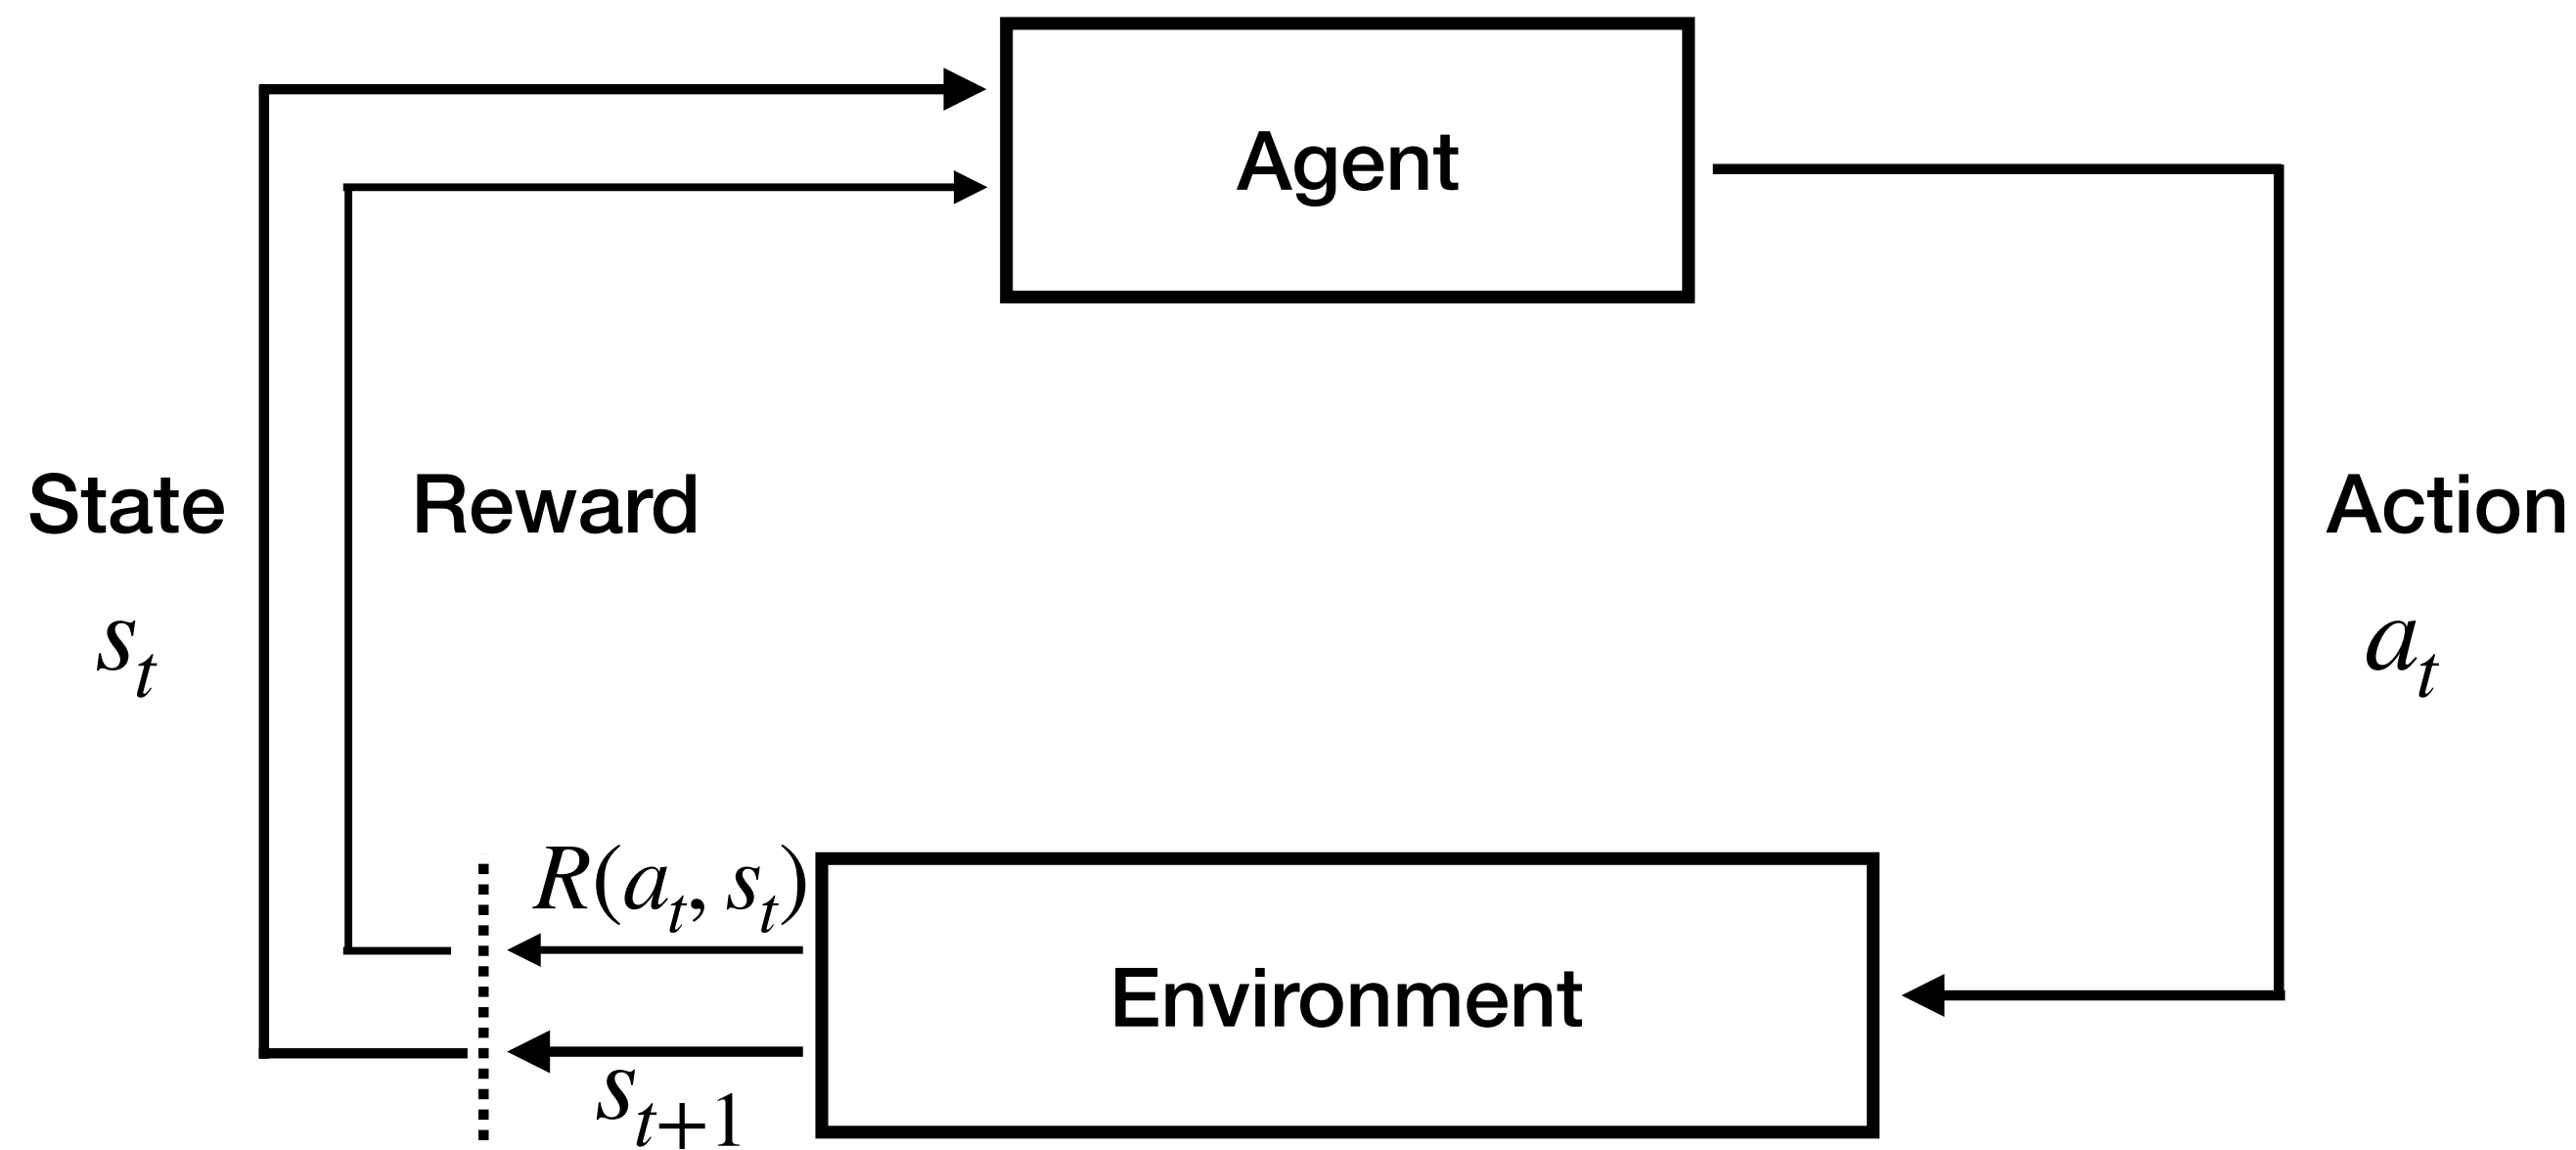 Agent
State
Reward
Action
s_t
a_t
R(a_t, s_t)
Environment
s_{t+1}